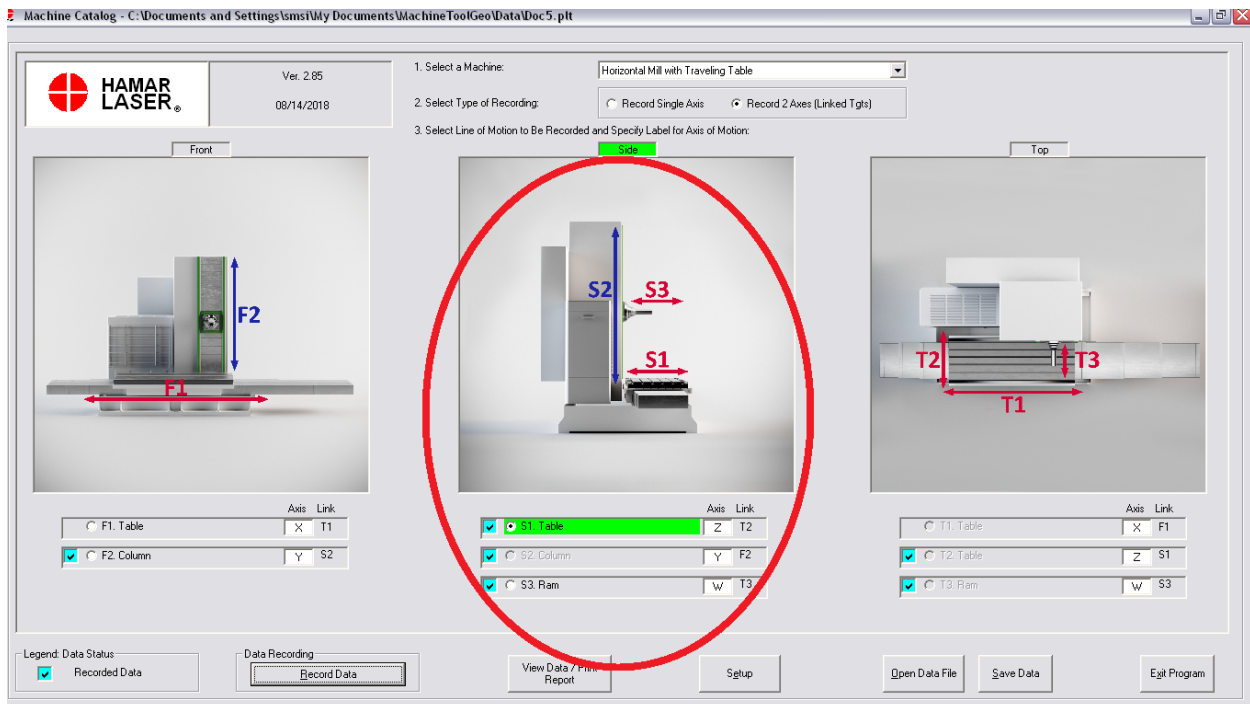 Machine Catalog - C:\Documents and Settings\smsi\My Documents\MachineToolGeo\Data\Doc5.plt
HAMAR
LASER®
Ver. 2.85
08/14/2018
1. Select a Machine:
Horizontal Mill with Traveling Table
2. Select Type of Recording:
Record Single Axis
Record 2 Axes (Linked Tgts)
3. Select Line of Motion to Be Recorded and Specify Label for Axis of Motion:
Front
Side
Top
F2
F1
S2
S3
S1
T2
T3
T1
Axis Link
F1. Table X T1
F2. Column Y S2
Axis Link
S1. Table Z T2
S2. Column Y F2
S3. Ram W T3
Axis Link
T1. Table X F1
T2. Table Z S1
T3. Ram W S3
Legend: Data Status
Recorded Data
Data Recording
Record Data
View Data / Print
Report
Setup
Open Data File
Save Data
Exit Program